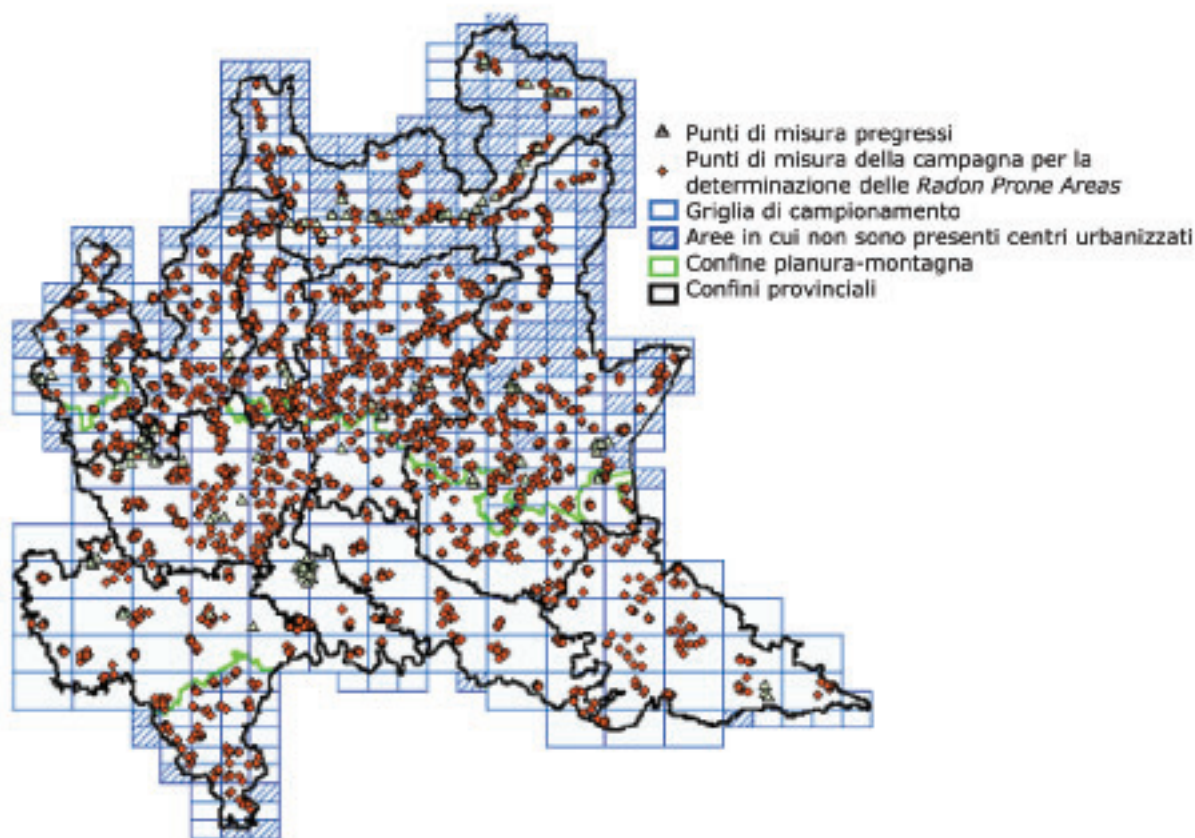 Punti di misura pregressi
Punti di misura della campagna per la
determinazione delle Radon Prone Areas
Griglia di campionamento
Aree in cui non sono presenti centri urbanizzati
Confine planura-montagna
Confini provinciali